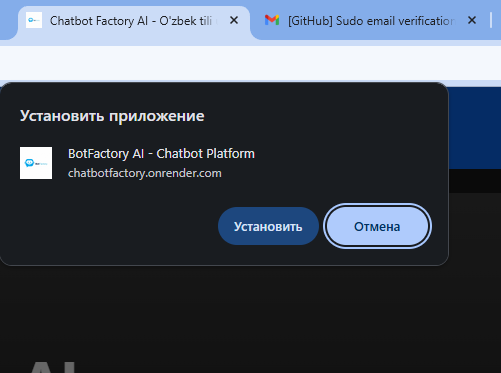 Chatbot Factory AI - O'zbek tili
[GitHub] Sudo email verification
Установить приложение
BotFactory AI - Chatbot Platform
chatbotfactory.onrender.com
Установить
Отмена
AI